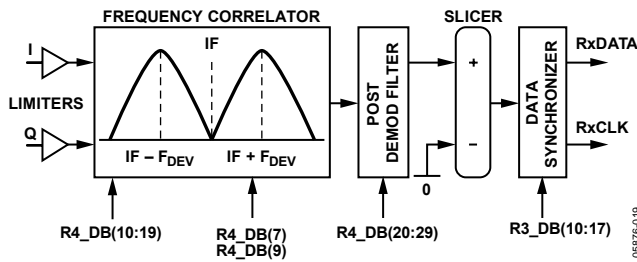 FREQUENCY CORRELATOR
SLICER
I
LIMITERS
Q
IF
IF – FDEV
IF + FDEV
POST
DEMOD FILTER
+
–
0
DATA
SYNCHRONIZER
RxDATA
RxCLK
R4_DB(10:19)
R4_DB(7)
R4_DB(9)
R4_DB(20:29)
R3_DB(10:17)
05876-019